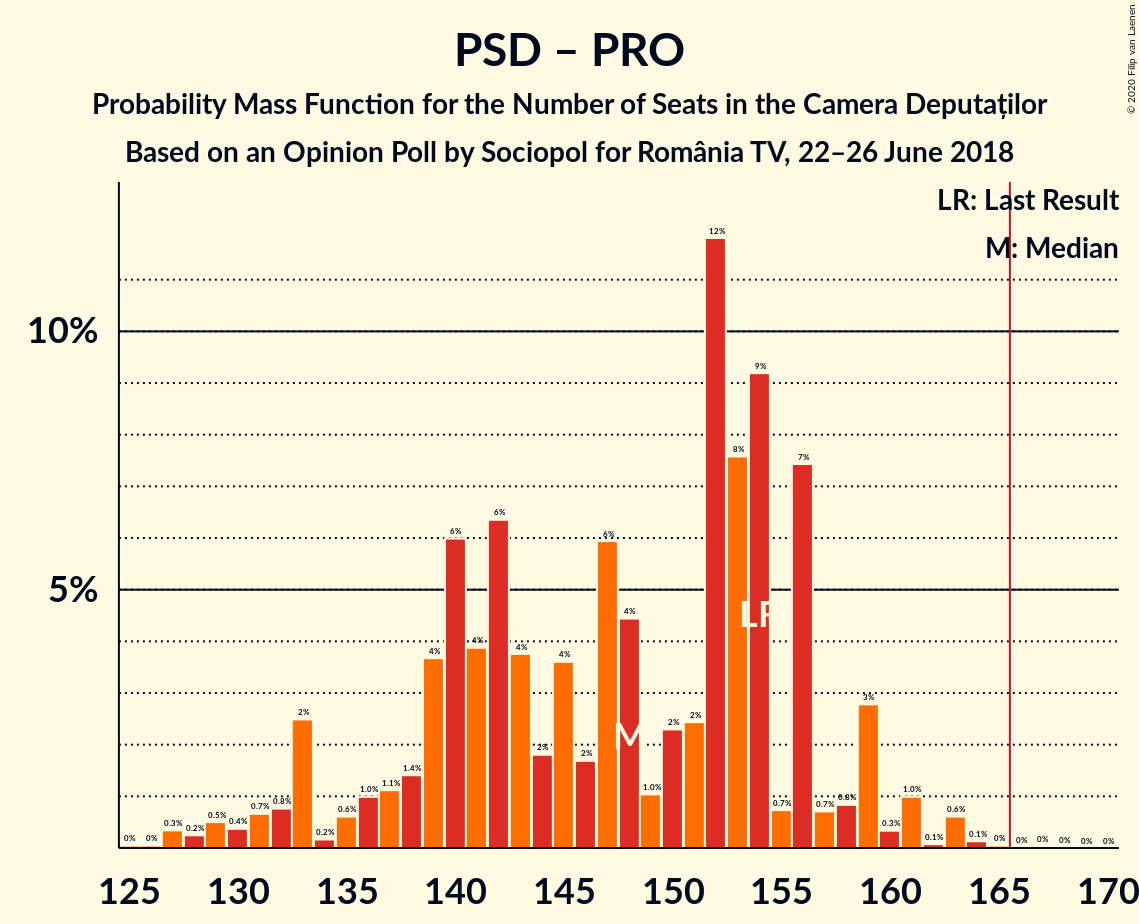 PSD – PRO
Probability Mass Function for the Number of Seats in the Camera Deputaților
Based on an Opinion Poll by Sociopol for România TV, 22–26 June 2018
© 2020 Filip van Laenen
LR: Last Result
M: Median
10%
5%
0% 0% 0.3% 0.2% 0.5% 0.4% 0.7% 0.8% 2% 0.2% 0.6% 1.0% 1.1% 1.4% 4% 6% 4% 6% 4% 2% 4% 2% 6% 4% 1.0% 2% 2% 12% 8% 9% 0.7% 7% 0.7% 0.8% 3% 0.3% 1.0% 0.1% 0.6% 0.1% 0% 0% 0% 0% 0% 0%
LR
M
125 130 135 140 145 150 155 160 165 170